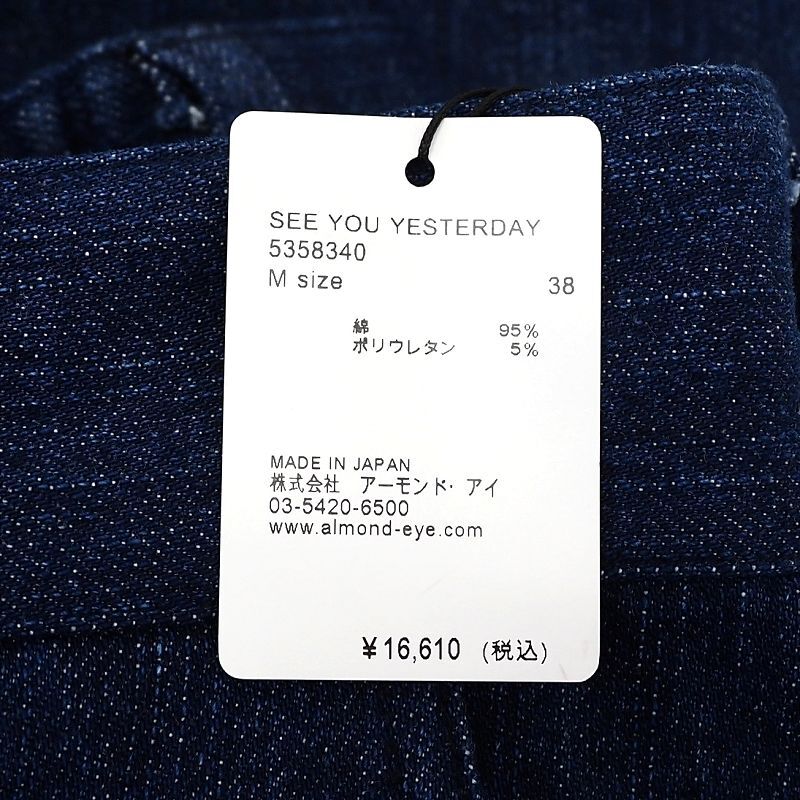 SEE YOU YESTERDAY
5358340
M size 38
綿 95%
ポリウレタン 5%
MADE IN JAPAN
株式会社 アーモンド・アイ
03-5420-6500
www.almond-eye.com
¥16,610 (税込)